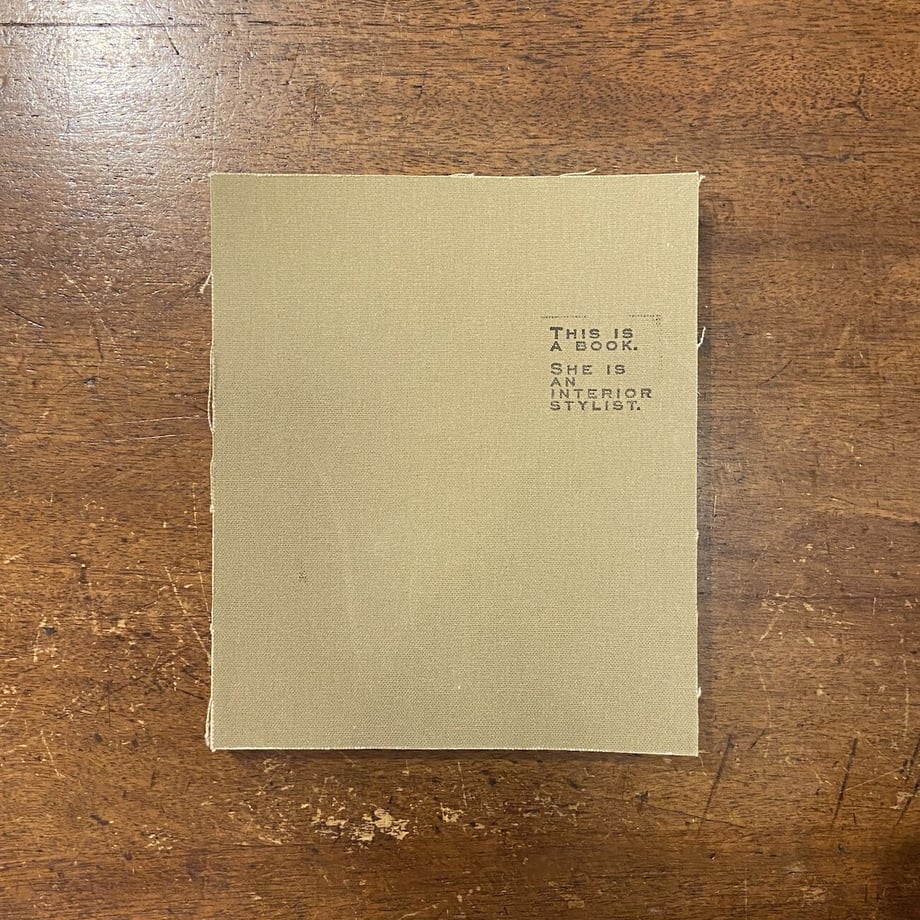 THIS IS
A BOOK.
SHE IS
AN
INTERIOR
STYLIST.